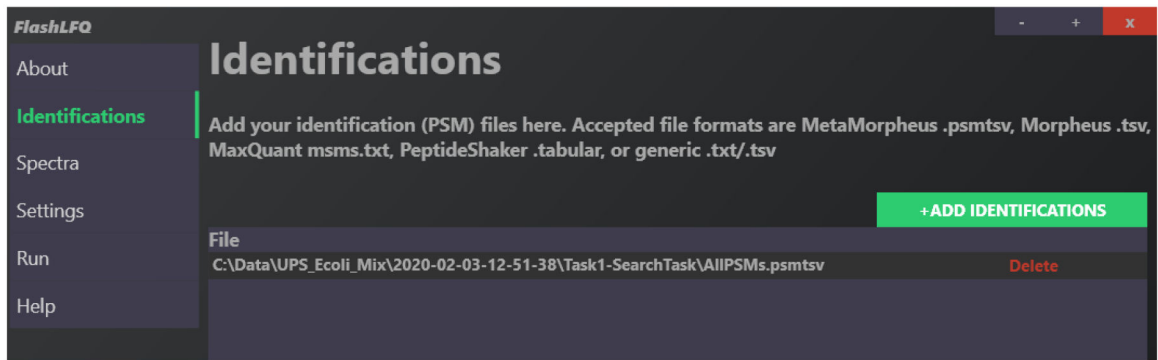 FlashLFQ
- + x
About
Identifications
Spectra
Settings
Run
Help
Identifications
Add your identification (PSM) files here. Accepted file formats are MetaMorpheus .psmtsv, Morpheus .tsv,
MaxQuant msms.txt, PeptideShaker .tabular, or generic .txt/.tsv
+ADD IDENTIFICATIONS
File
C:\Data\UPS_Ecoli_Mix\2020-02-03-12-51-38\Task1-SearchTask\AllPSMs.psmtsv Delete